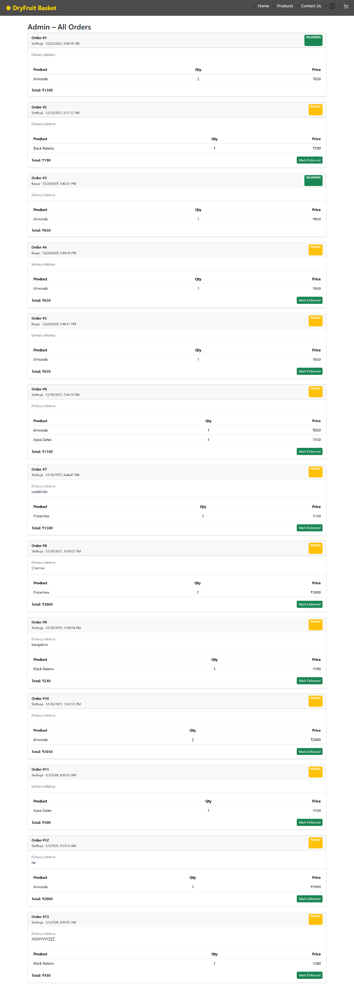 DryFruit Basket
Home Products Contact Us
Admin – All Orders
Order #1 DELIVERED
Sinthuja · 12/29/2025, 9:08:48 PM
Delivery Address
Product Qty Price
Almonds 2 ₹650
Total: ₹1300
Order #2 PLACED
Sinthuja · 12/29/2025, 9:11:55 PM
Delivery Address
Product Qty Price
Black Raisins 1 ₹190
Total: ₹190 Mark Delivered
Order #3 DELIVERED
Kavya · 12/29/2025, 9:42:51 PM
Delivery Address
Product Qty Price
Almonds 1 ₹650
Total: ₹650
Order #4 PLACED
Kavya · 12/29/2025, 9:44:45 PM
Delivery Address
Product Qty Price
Almonds 1 ₹650
Total: ₹650 Mark Delivered
Order #5 PLACED
Kavya · 12/29/2025, 9:46:17 PM
Delivery Address
Product Qty Price
Almonds 1 ₹650
Total: ₹650 Mark Delivered
Order #6 PLACED
Sinthuja · 12/30/2025, 7:44:28 PM
Delivery Address
Product Qty Price
Almonds 1 ₹650
Ajwa Dates 1 ₹450
Total: ₹1100 Mark Delivered
Order #7 PLACED
Sinthuja · 12/30/2025, 9:44:42 PM
Delivery Address
vadalivilai
Product Qty Price
Pistachios 2 ₹750
Total: ₹1500 Mark Delivered
Order #8 PLACED
Sinthuja · 12/30/2025, 10:49:05 PM
Delivery Address
Chennai
Product Qty Price
Pistachios 2 ₹3000
Total: ₹3000 Mark Delivered
Order #9 PLACED
Sinthuja · 12/30/2025, 11:00:24 PM
Delivery Address
bangalore
Product Qty Price
Black Raisins 1 ₹190
Total: ₹240 Mark Delivered
Order #10 PLACED
Sinthuja · 12/30/2025, 11:02:33 PM
Delivery Address
Product Qty Price
Almonds 2 ₹2600
Total: ₹2650 Mark Delivered
Order #11 PLACED
Sinthuja · 1/3/2026, 9:50:55 AM
Delivery Address
Product Qty Price
Ajwa Dates 1 ₹450
Total: ₹500 Mark Delivered
Order #12 PLACED
Sinthuja · 1/3/2026, 9:53:16 AM
Delivery Address
he
Product Qty Price
Almonds 3 ₹1950
Total: ₹2000 Mark Delivered
Order #13 PLACED
Sinthuja · 1/3/2026, 9:59:55 AM
Delivery Address
XXXXYYYYZZZ
Product Qty Price
Black Raisins 1 ₹380
Total: ₹430 Mark Delivered